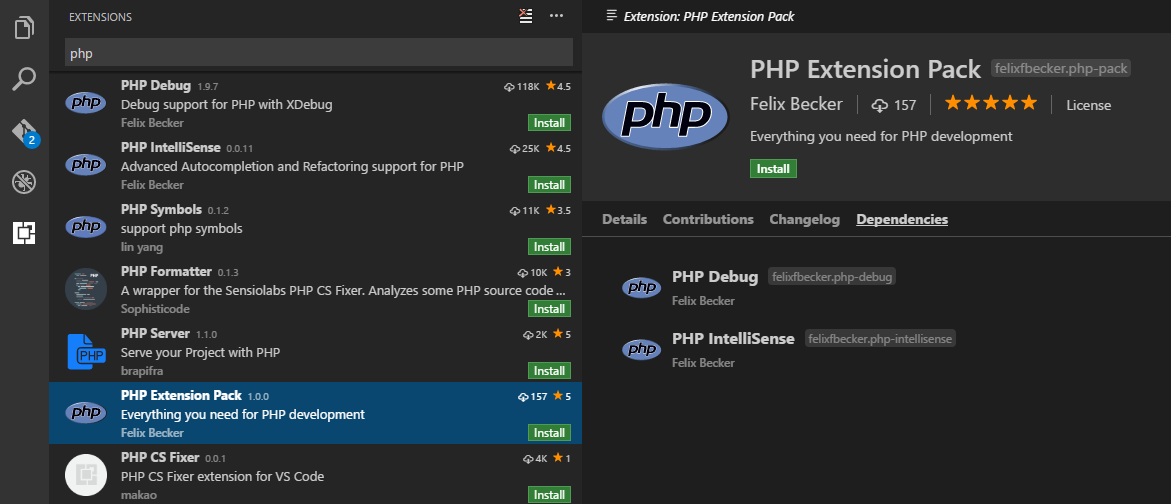 EXTENSIONS
php
PHP Debug 1.9.7 118K ★4.5
Debug support for PHP with XDebug
Felix Becker Install
PHP IntelliSense 0.0.11 25K ★4.5
Advanced Autocompletion and Refactoring support for PHP
Felix Becker Install
PHP Symbols 0.1.2 11K ★3.5
support php symbols
lin yang Install
PHP Formatter 0.1.3 10K ★3
A wrapper for the Sensiolabs PHP CS Fixer. Analyzes some PHP source code ...
Sophisticode Install
PHP Server 1.1.0 2K ★5
Serve your Project with PHP
brapifra Install
PHP Extension Pack 1.0.0 157 ★5
Everything you need for PHP development
Felix Becker Install
PHP CS Fixer 0.0.1 4K ★1
PHP CS Fixer extension for VS Code
makao Install
php
php
php
PHP
php
2
Extension: PHP Extension Pack
php
PHP Extension Pack felixfbecker.php-pack
Felix Becker 157 ★★★★★ License
Everything you need for PHP development
Install
Details Contributions Changelog Dependencies
php
PHP Debug felixfbecker.php-debug
Felix Becker
php
PHP IntelliSense felixfbecker.php-intellisense
Felix Becker